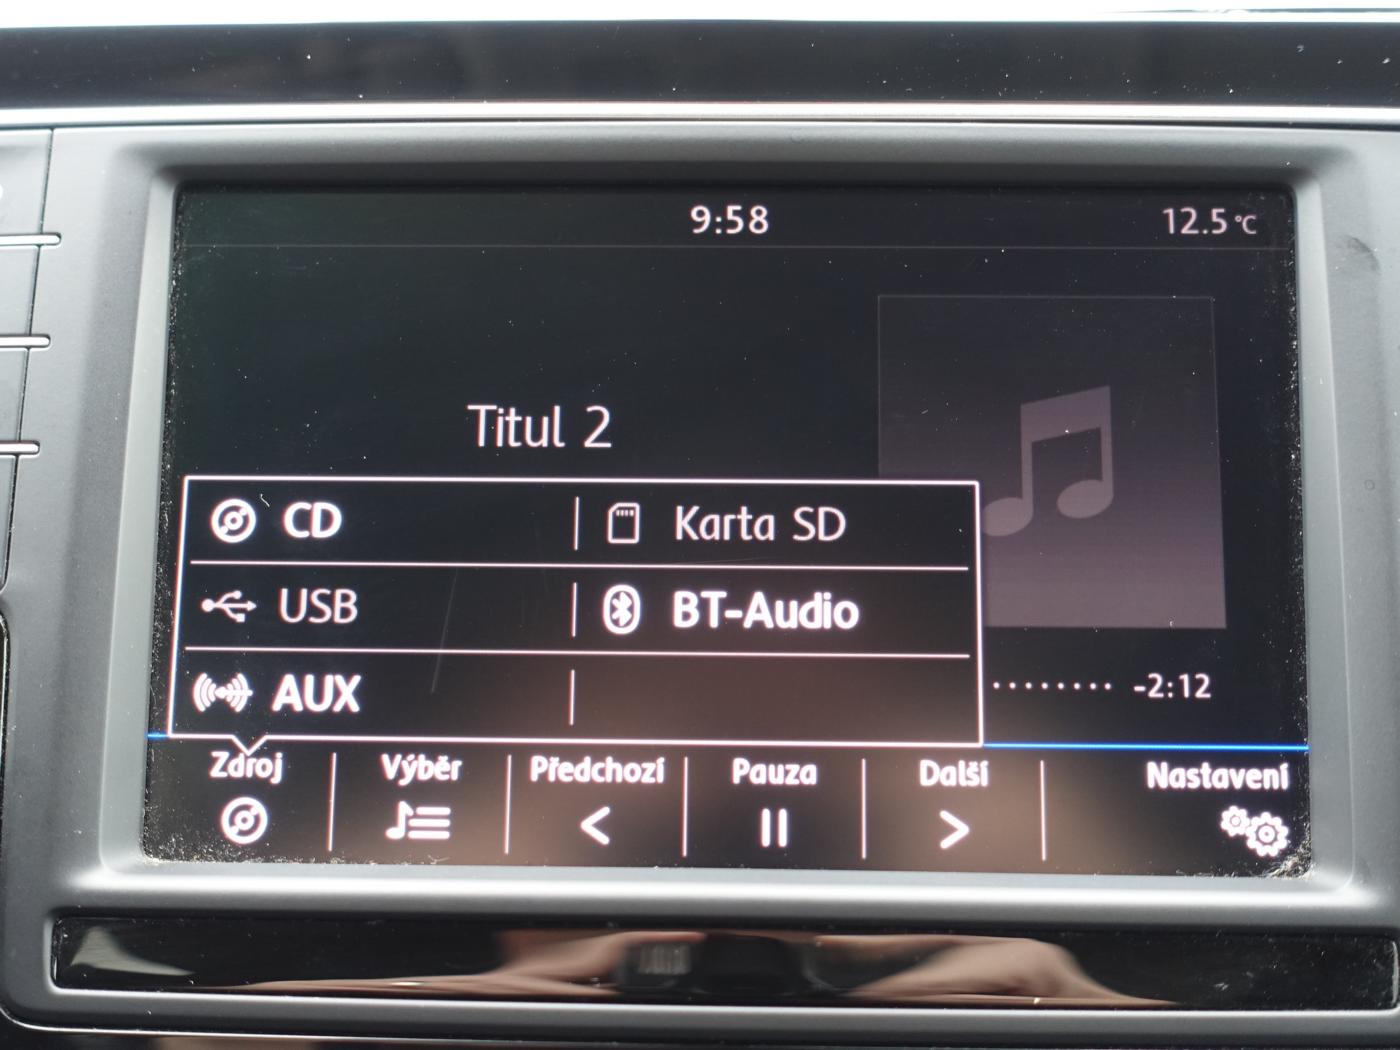 9:58
12.5 °C
Titul 2
CD
Karta SD
USB
BT-Audio
AUX
-2:12
Zdroj
Výběr
Předchozí
Pauza
Další
Nastavení